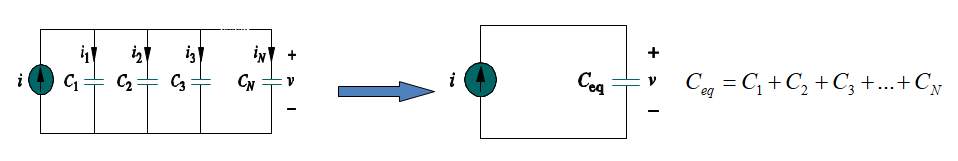 i₁ i₂ i₃ i_N +
i C₁ C₂ C₃ C_N v
−
+
i C_eq v
−
C_eq = C₁ + C₂ + C₃ + ... + C_N